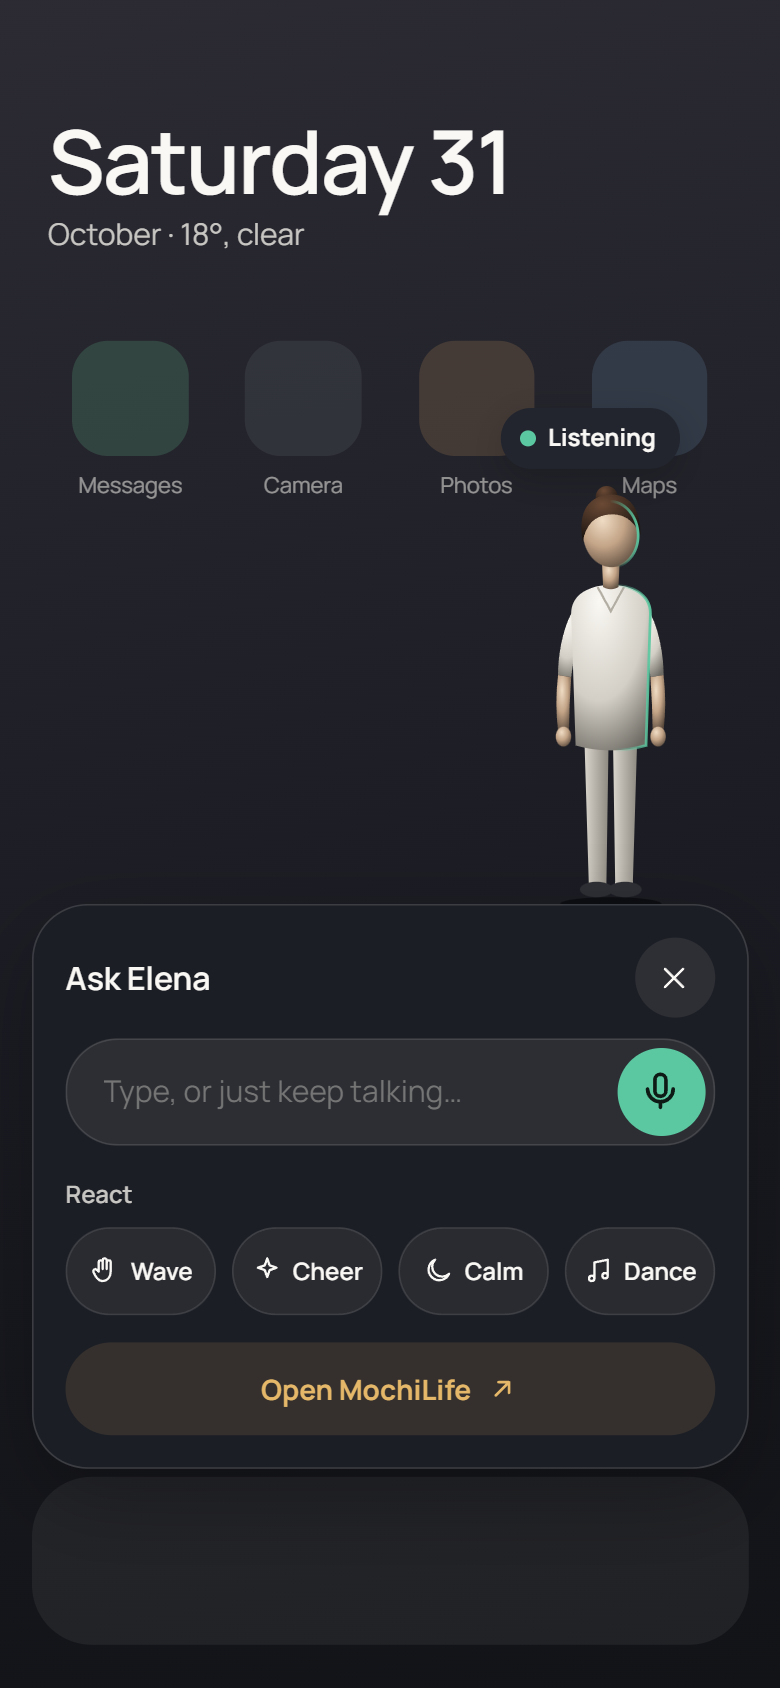 Saturday 31
October · 18°, clear
Listening
Messages
Camera
Photos
Maps
Ask Elena
Type, or just keep talking...
React
Wave
Cheer
Calm
Dance
Open MochiLife